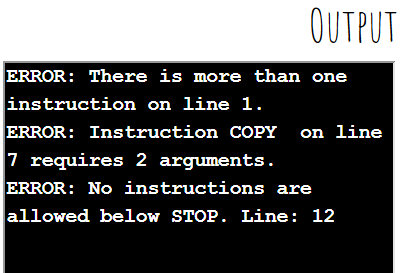 Output
ERROR: There is more than one
instruction on line 1.
ERROR: Instruction COPY  on line
7 requires 2 arguments.
ERROR: No instructions are
allowed below STOP. Line: 12